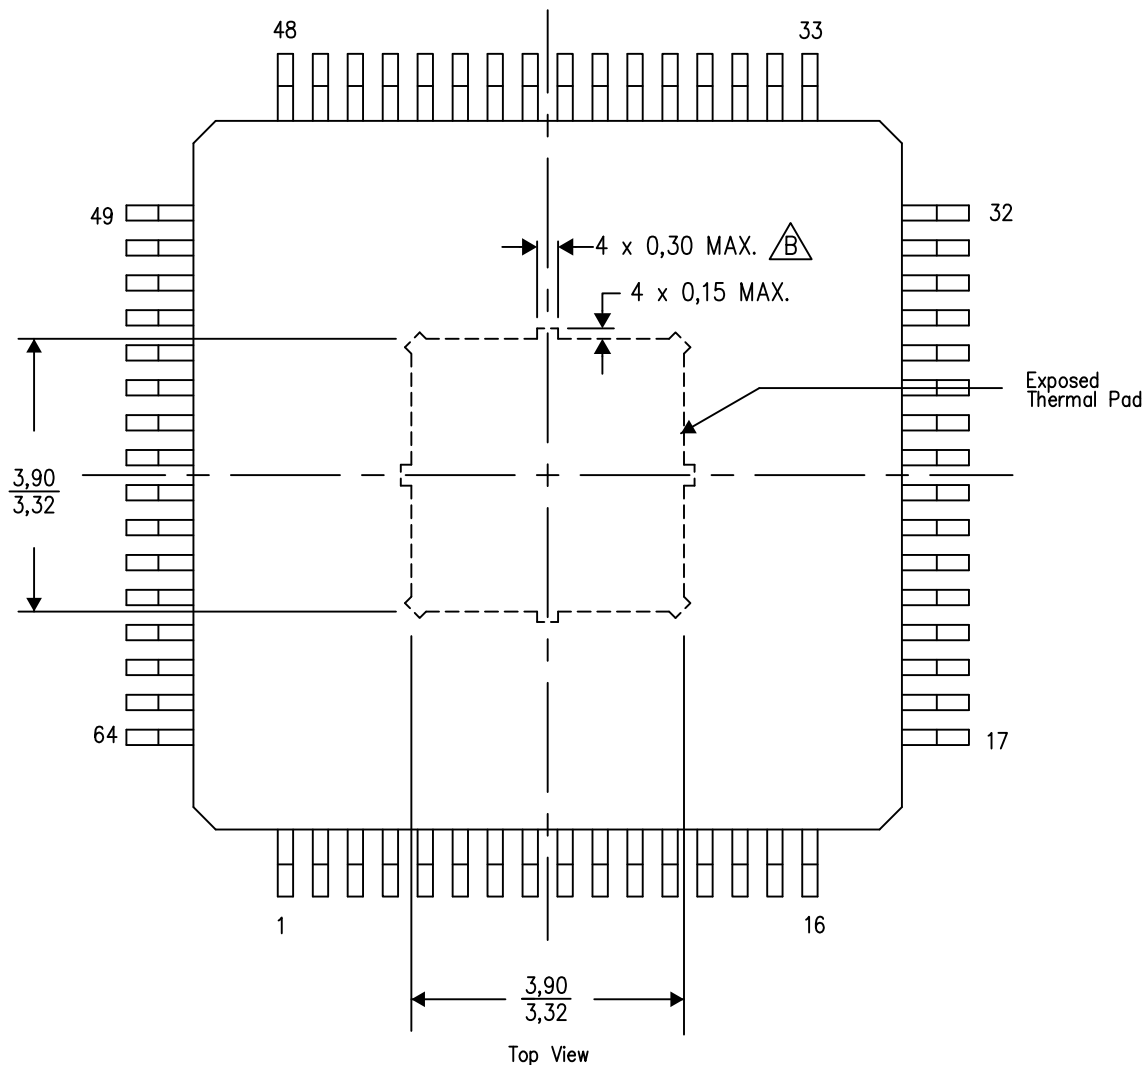 48
33
49
32
4 x 0,30 MAX. B
4 x 0,15 MAX.
Exposed
Thermal Pad
3,90
3,32
64
17
1
16
3,90
3,32
Top View